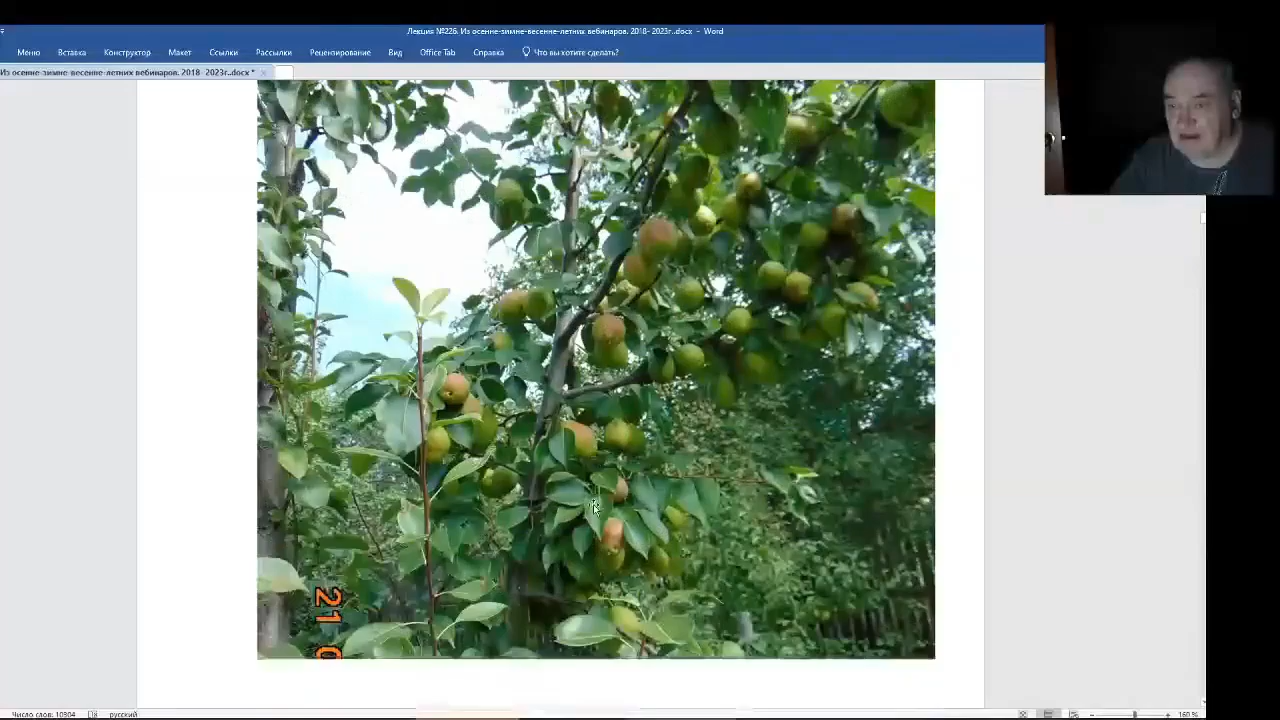 Лекция №226. Из осенне-зимне-весенне-летних вебинаров. 2018- 2023г..docx - Word
Меню Вставка Конструктор Макет Ссылки Рассылки Рецензирование Вид Office Tab Справка Что вы хотите сделать?
Из осенне-зимне-весенне-летних вебинаров. 2018- 2023г..docx *
21 0
Число слов: 10304 русский 160 %